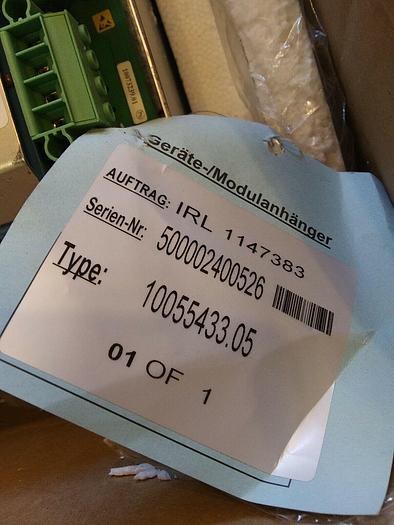 Geräte-/Modulanhänger
AUFTRAG: IRL 1147383
Serien-Nr: 500002400526
Type: 10055433.05
01 OF 1